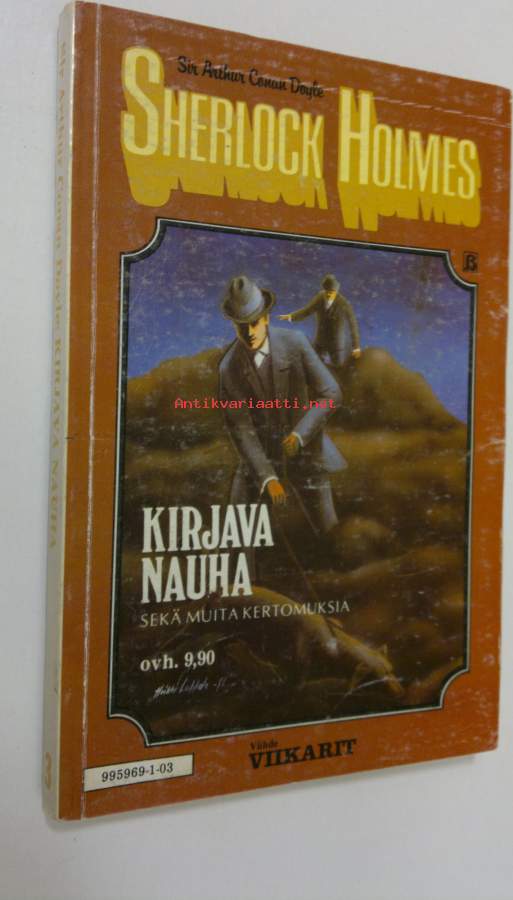 Sir Arthur Conan Doyle
SHERLOCK HOLMES
Antikvariaatti.net
KIRJAVA
NAUHA
SEKÄ MUITA KERTOMUKSIA
ovh. 9,90
Viihde
VIIKARIT
995969-1-03
Sir Arthur Conan Doyle KIRJAVA NAUHA
3